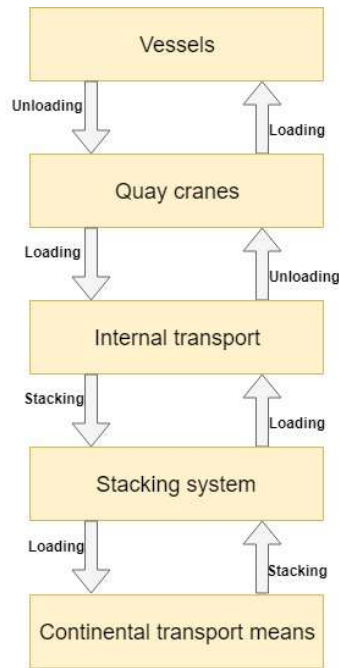 Vessels
Unloading
Loading
Quay cranes
Loading
Unloading
Internal transport
Stacking
Loading
Stacking system
Loading
Stacking
Continental transport means